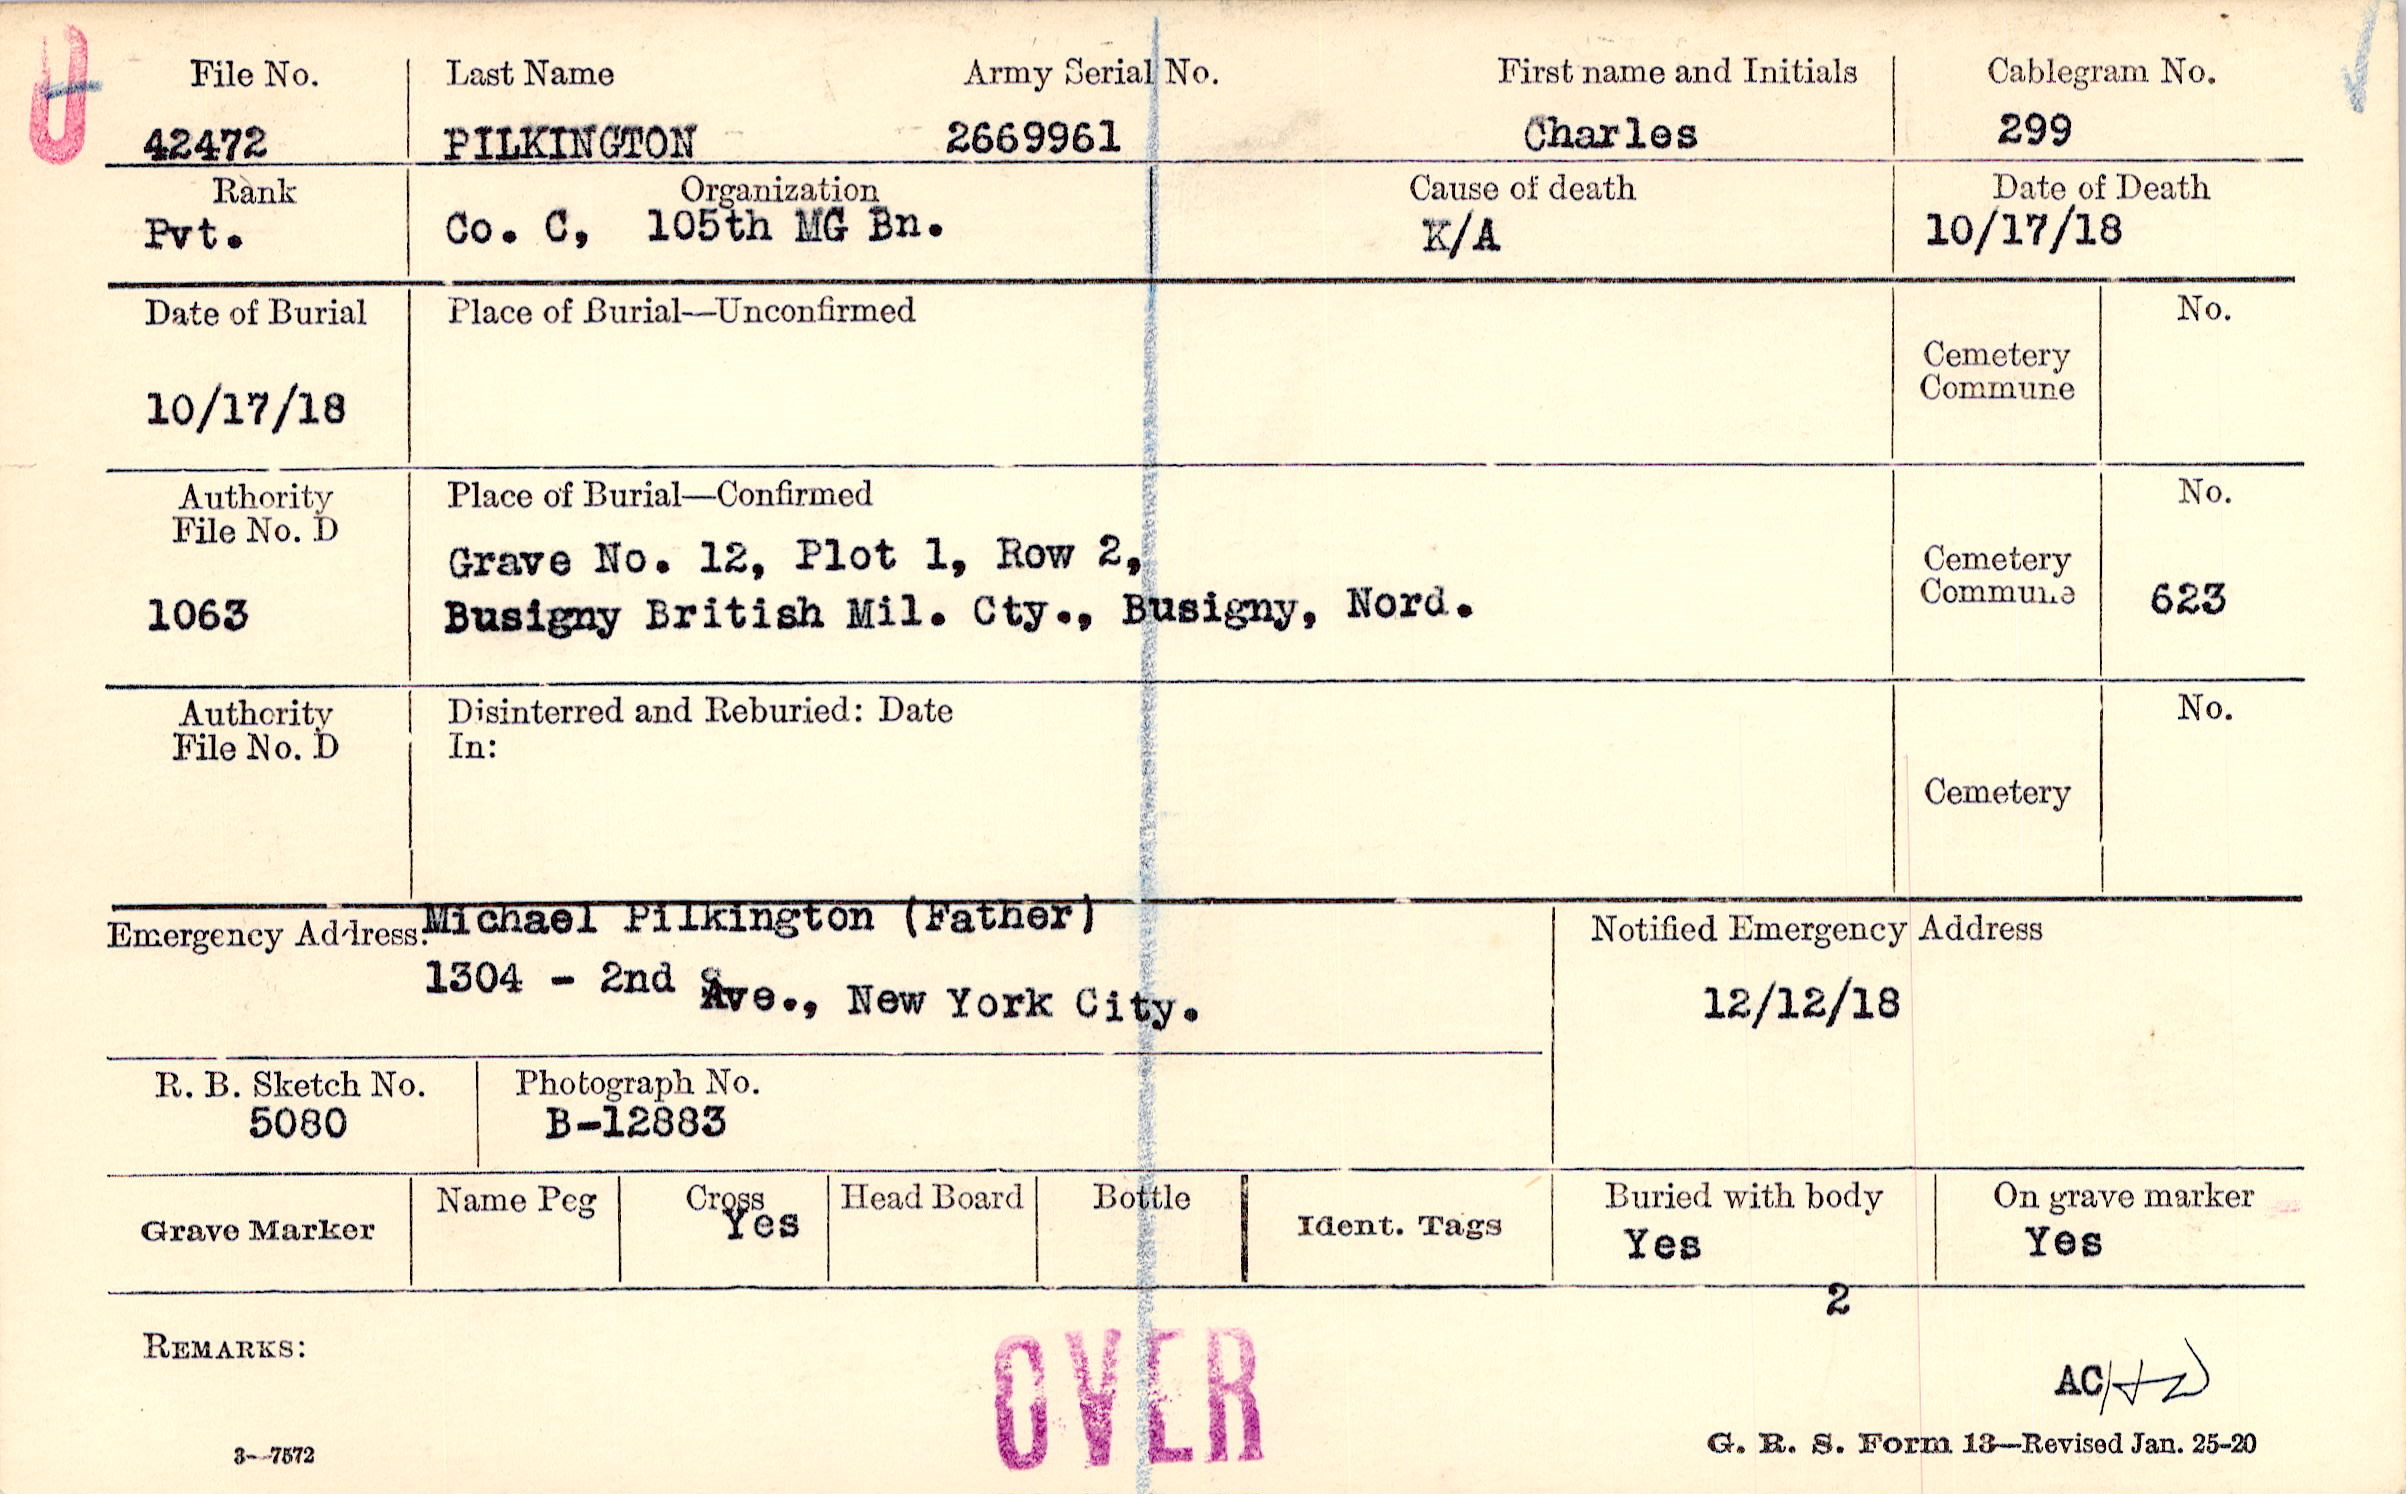 File No. Last Name Army Serial No. First name and Initials Cablegram No.
42472 PILKINGTON 2669961 Charles 299
Rank Organization Cause of death Date of Death
Pvt. Co. C, 105th MG Bn. K/A 10/17/18
Date of Burial Place of Burial—Unconfirmed No.
Cemetery
Commune
10/17/18
Authority Place of Burial—Confirmed No.
File No. D
Grave No. 12, Plot 1, Row 2, Cemetery
1063 Busigny British Mil. Cty., Busigny, Nord. Commune 623
Authority Disinterred and Reburied: Date No.
File No. D In:
Cemetery
Emergency Address: Michael Pilkington (Father) Notified Emergency Address
1304 - 2nd Ave., New York City. 12/12/18
R. B. Sketch No. Photograph No.
5080 B-12883
Name Peg Cross Head Board Bottle Buried with body On grave marker
Grave Marker Yes Ident. Tags Yes Yes
2
REMARKS:
OVER
AC/
3—7572 G. R. S. Form 13—Revised Jan. 25-20